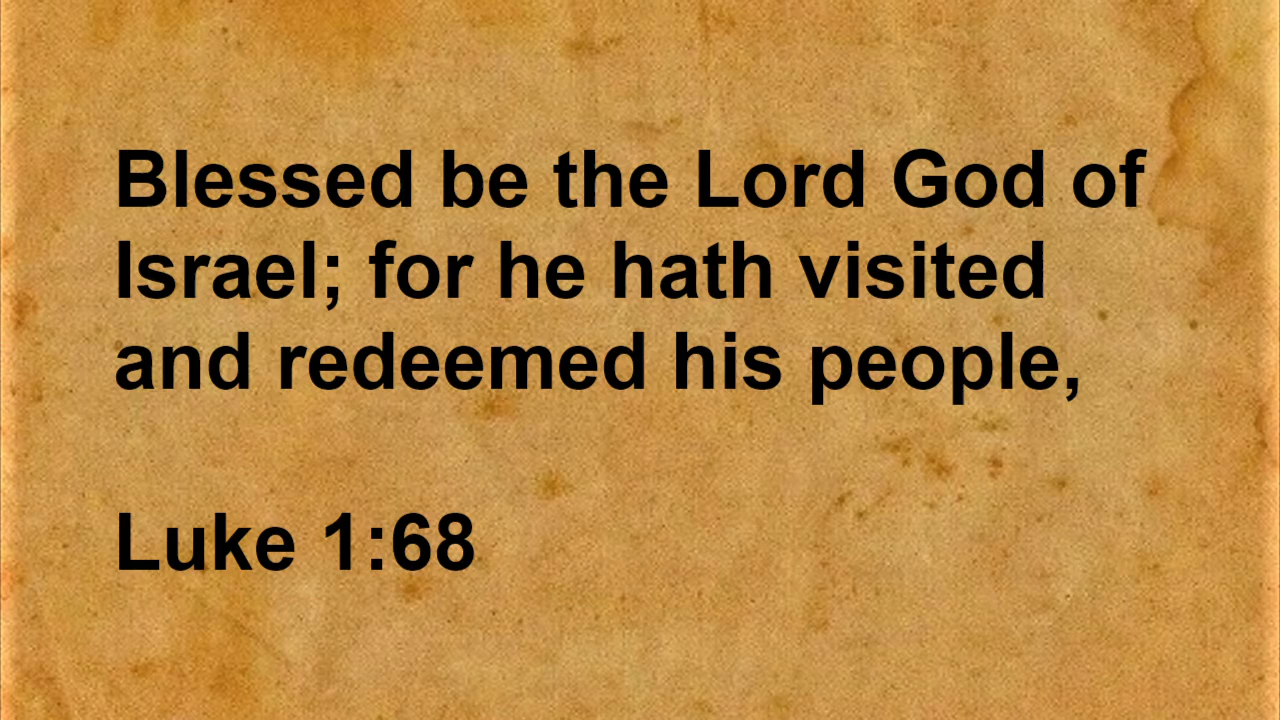 Blessed be the Lord God of
Israel; for he hath visited
and redeemed his people,
Luke 1:68